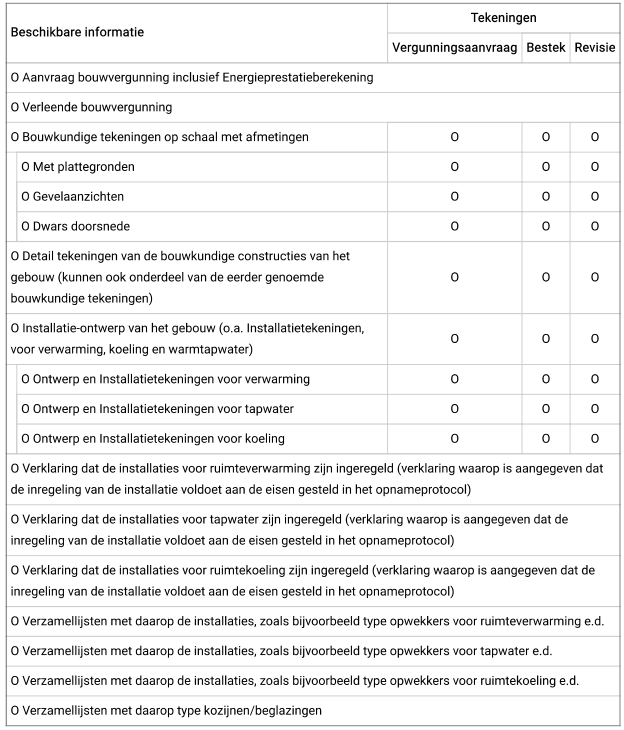 Beschikbare informatie
Tekeningen
Vergunningsaanvraag Bestek Revisie
O Aanvraag bouwvergunning inclusief Energieprestatieberekening
O Verleende bouwvergunning
O Bouwkundige tekeningen op schaal met afmetingen O O O
O Met plattegronden O O O
O Gevelaanzichten O O O
O Dwars doorsnede O O O
O Detail tekeningen van de bouwkundige constructies van het
gebouw (kunnen ook onderdeel van de eerder genoemde
bouwkundige tekeningen) O O O
O Installatie-ontwerp van het gebouw (o.a. Installatietekeningen,
voor verwarming, koeling en warmtapwater) O O O
O Ontwerp en Installatietekeningen voor verwarming O O O
O Ontwerp en Installatietekeningen voor tapwater O O O
O Ontwerp en Installatietekeningen voor koeling O O O
O Verklaring dat de installaties voor ruimteverwarming zijn ingeregeld (verklaring waarop is aangegeven dat
de inregeling van de installatie voldoet aan de eisen gesteld in het opnameprotocol)
O Verklaring dat de installaties voor tapwater zijn ingeregeld (verklaring waarop is aangegeven dat de
inregeling van de installatie voldoet aan de eisen gesteld in het opnameprotocol)
O Verklaring dat de installaties voor ruimtekoeling zijn ingeregeld (verklaring waarop is aangegeven dat de
inregeling van de installatie voldoet aan de eisen gesteld in het opnameprotocol)
O Verzamellijsten met daarop de installaties, zoals bijvoorbeeld type opwekkers voor ruimteverwarming e.d.
O Verzamellijsten met daarop de installaties, zoals bijvoorbeeld type opwekkers voor tapwater e.d.
O Verzamellijsten met daarop de installaties, zoals bijvoorbeeld type opwekkers voor ruimtekoeling e.d.
O Verzamellijsten met daarop type kozijnen/beglazingen